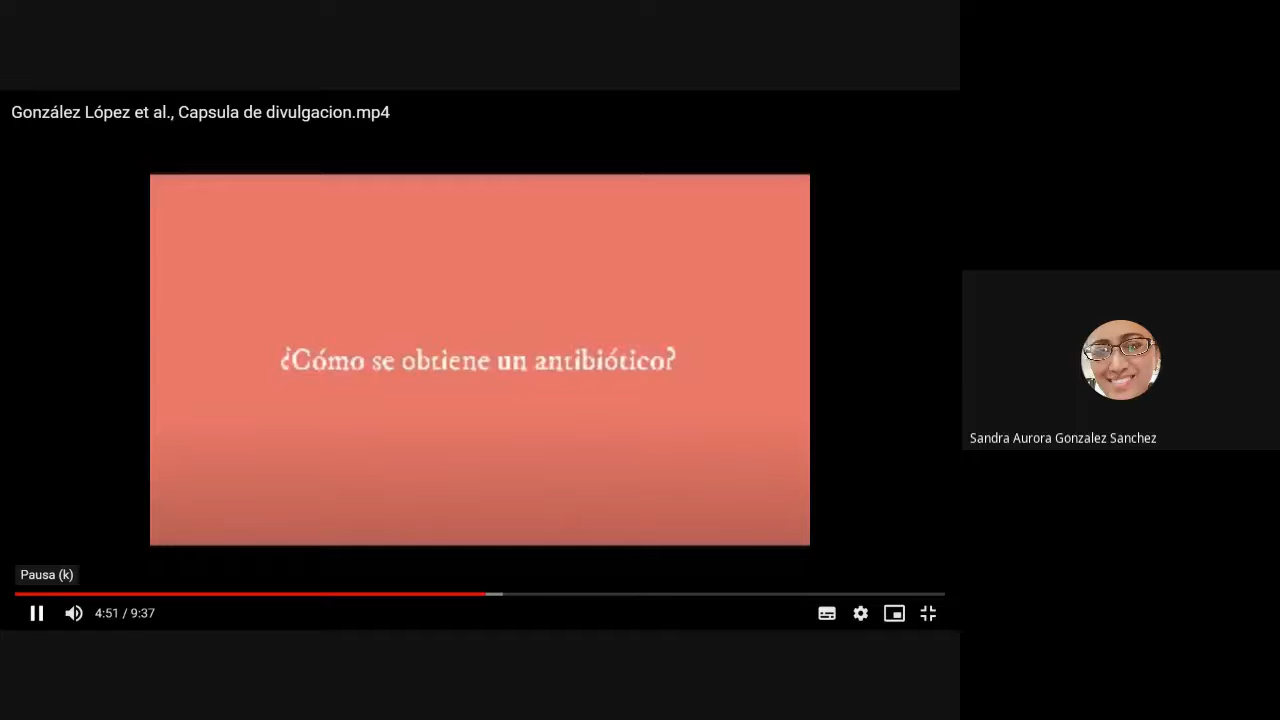 González López et al., Capsula de divulgacion.mp4
¿Cómo se obtiene un antibiótico?
Sandra Aurora Gonzalez Sanchez
Pausa (k)
4:51 / 9:37